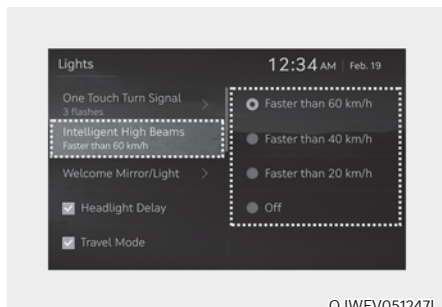 Lights
12:34 AM | Feb. 19
One Touch Turn Signal
3 flashes
Intelligent High Beams
Faster than 60 km/h
Welcome Mirror/Light
Headlight Delay
Travel Mode
Faster than 60 km/h
Faster than 40 km/h
Faster than 20 km/h
Off
OJWEV051247L